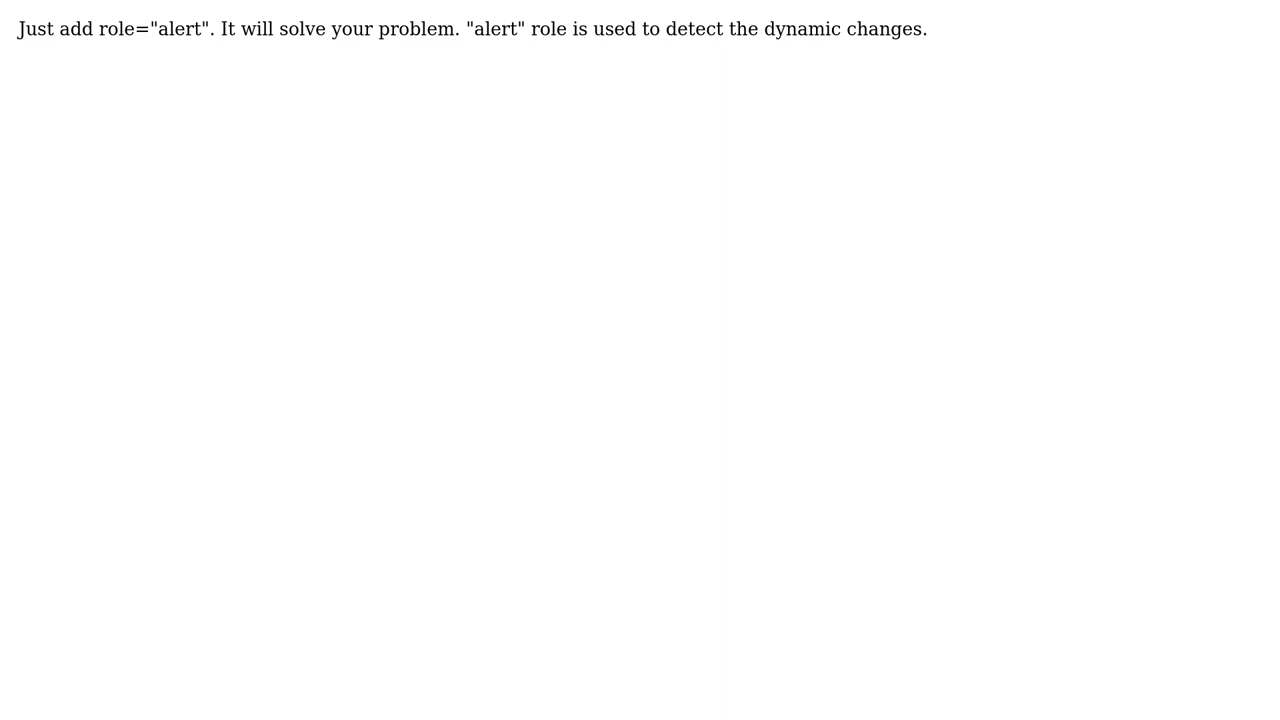 Just add role="alert". It will solve your problem. "alert" role is used to detect the dynamic changes.